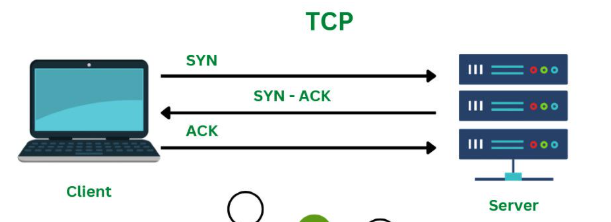 TCP
SYN
SYN - ACK
ACK
Client
Server